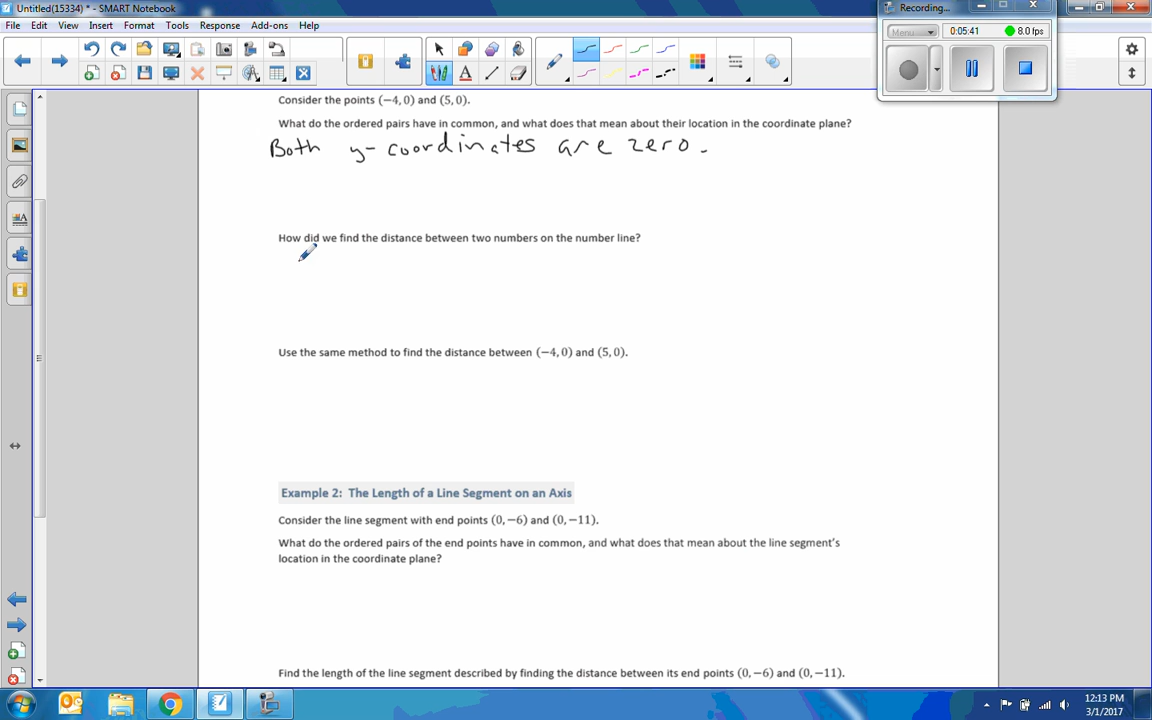 Untitled(15334) * - SMART Notebook
Recording...
File Edit View Insert Format Tools Response Add-ons Help
Menu 0:05:41 8.0 fps
Consider the points (−4, 0) and (5, 0).
What do the ordered pairs have in common, and what does that mean about their location in the coordinate plane?
Both y-coordinates are zero.
How did we find the distance between two numbers on the number line?
Use the same method to find the distance between (−4, 0) and (5, 0).
Example 2: The Length of a Line Segment on an Axis
Consider the line segment with end points (0, −6) and (0, −11).
What do the ordered pairs of the end points have in common, and what does that mean about the line segment's
location in the coordinate plane?
Find the length of the line segment described by finding the distance between its end points (0, −6) and (0, −11).
12:13 PM
3/1/2017